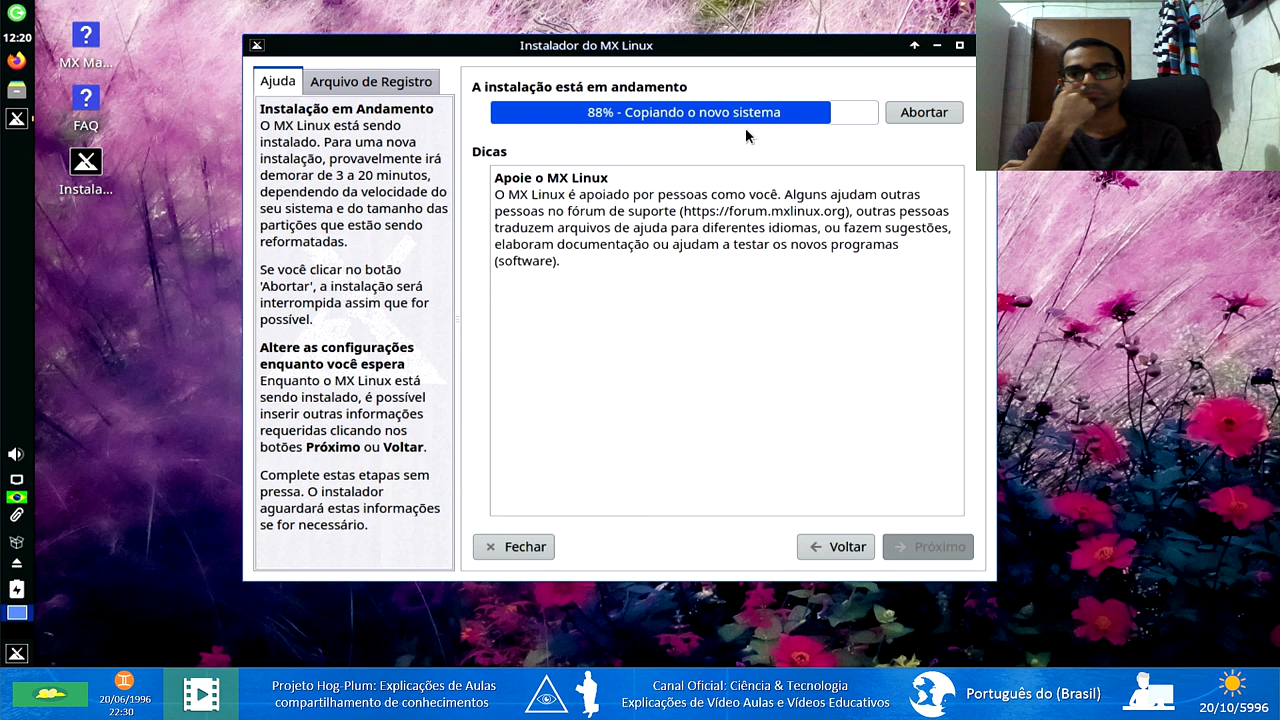 12:20
MX Ma...
FAQ
Instala...
Instalador do MX Linux
Ajuda
Arquivo de Registro
Instalação em Andamento
O MX Linux está sendo
instalado. Para uma nova
instalação, provavelmente irá
demorar de 3 a 20 minutos,
dependendo da velocidade do
seu sistema e do tamanho das
partições que estão sendo
reformatadas.
Se você clicar no botão
'Abortar', a instalação será
interrompida assim que for
possível.
Altere as configurações
enquanto você espera
Enquanto o MX Linux está
sendo instalado, é possível
inserir outras informações
requeridas clicando nos
botões Próximo ou Voltar.
Complete estas etapas sem
pressa. O instalador
aguardará estas informações
se for necessário.
A instalação está em andamento
88% - Copiando o novo sistema
Abortar
Dicas
Apoie o MX Linux
O MX Linux é apoiado por pessoas como você. Alguns ajudam outras
pessoas no fórum de suporte (https://forum.mxlinux.org), outras pessoas
traduzem arquivos de ajuda para diferentes idiomas, ou fazem sugestões,
elaboram documentação ou ajudam a testar os novos programas
(software).
Fechar
Voltar
Próximo
20/06/1996
22:30
Projeto Hog-Plum: Explicações de Aulas
compartilhamento de conhecimentos
Canal Oficial: Ciência & Tecnologia
Explicações de Vídeo Aulas e Vídeos Educativos
Português do (Brasil)
20/10/5996